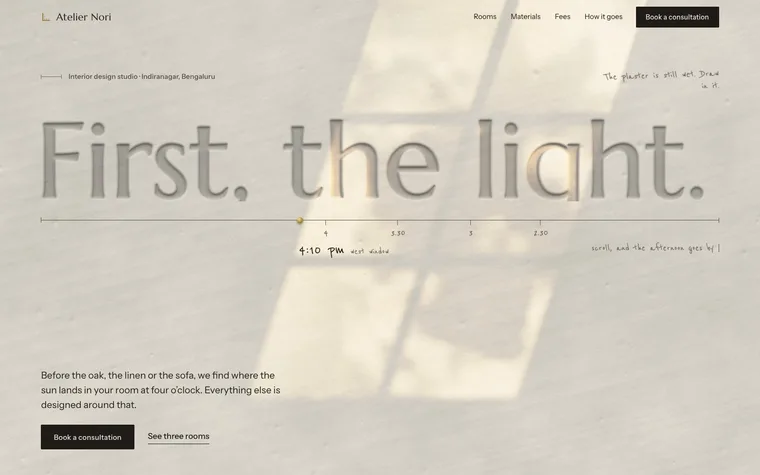 Atelier Nori
Rooms Materials Fees How it goes Book a consultation
Interior design studio · Indiranagar, Bengaluru
The plaster is still wet. Draw
in it.
First, the light.
4 3.30 3 2.30
4:10 pm west window
scroll, and the afternoon goes by
Before the oak, the linen or the sofa, we find where the
sun lands in your room at four o'clock. Everything else is
designed around that.
Book a consultation See three rooms